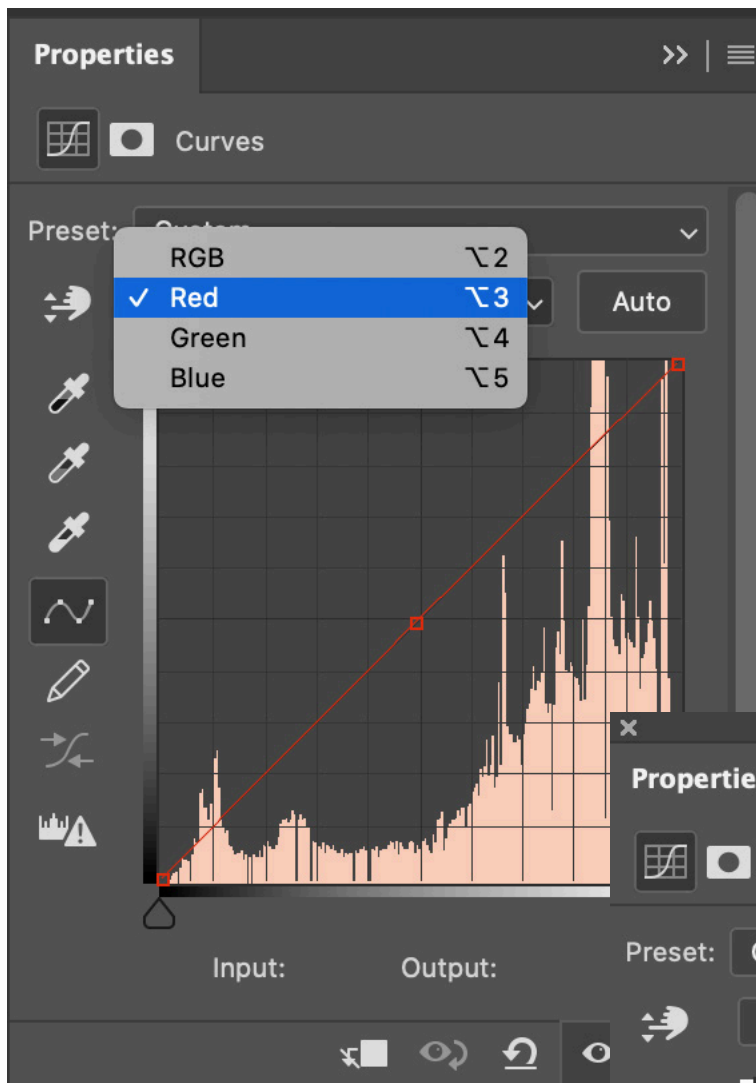 Properties
Curves
Preset:
RGB ⌥2
✓ Red ⌥3
Auto
Green ⌥4
Blue ⌥5
Input: Output:
Propertie
Preset: